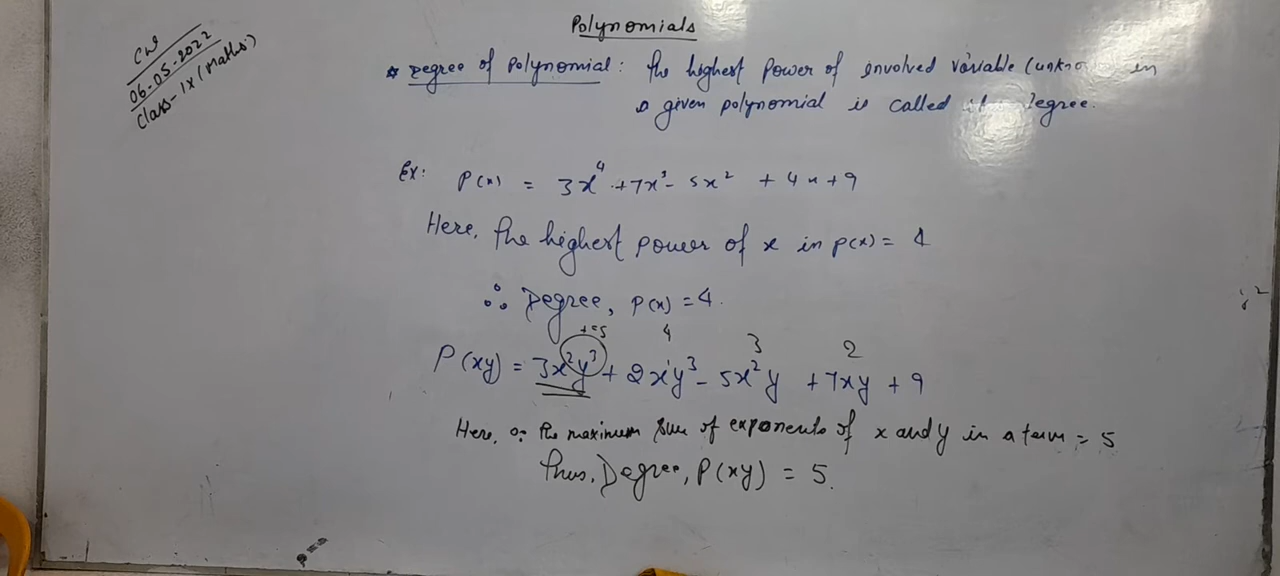 Polynomials
CW
06-05-2022
Class-IX (Maths)
* Degree of Polynomial: The highest Power of involved variable (unkno in
a given polynomial is called it Degree.
Ex: P(x) = 3x⁴ + 7x³ - 5x² + 4x + 9
Here, the highest power of x in p(x) = 4
∴ Degree, P(x) = 4.
+=5 4 3 2
P(xy) = 3x²y³ + 2x¹y³ - 5x²y + 7xy + 9
Here, the maximum sum of exponents of x and y in a term = 5
Thus, Degree, P(xy) = 5.